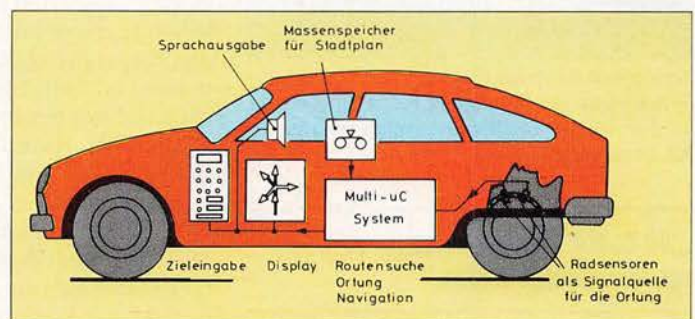 Massenspeicher
für Stadtplan
Sprachausgabe
Multi-uC
System
Zieleingabe
Display
Routensuche
Ortung
Navigation
Radsensoren
als Signalquelle
für die Ortung